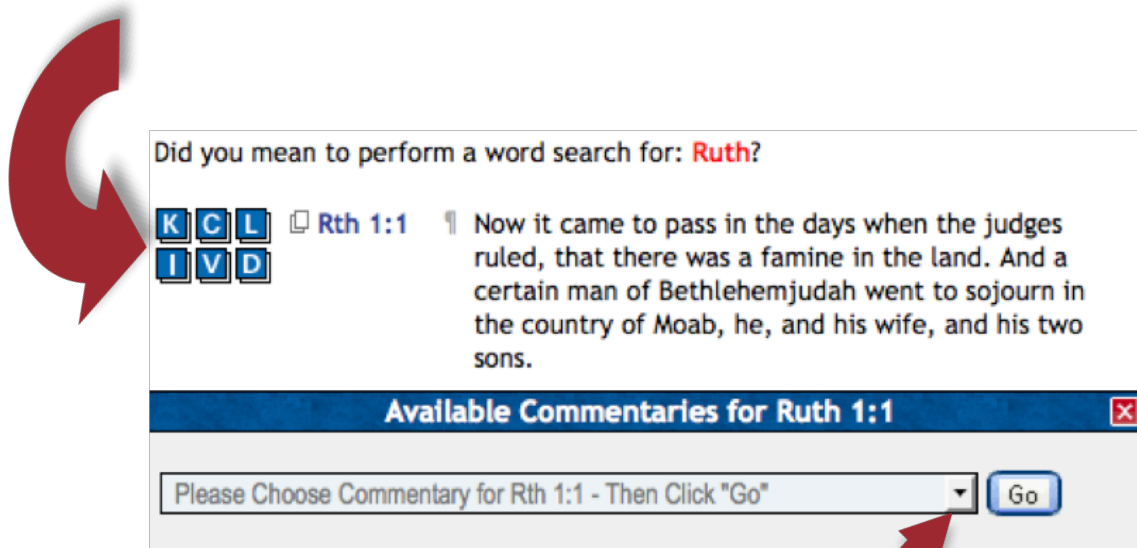 Did you mean to perform a word search for: Ruth?
K C L Rth 1:1 ¶ Now it came to pass in the days when the judges
I V D ruled, that there was a famine in the land. And a
certain man of Bethlehemjudah went to sojourn in
the country of Moab, he, and his wife, and his two
sons.
Available Commentaries for Ruth 1:1
Please Choose Commentary for Rth 1:1 - Then Click "Go" Go